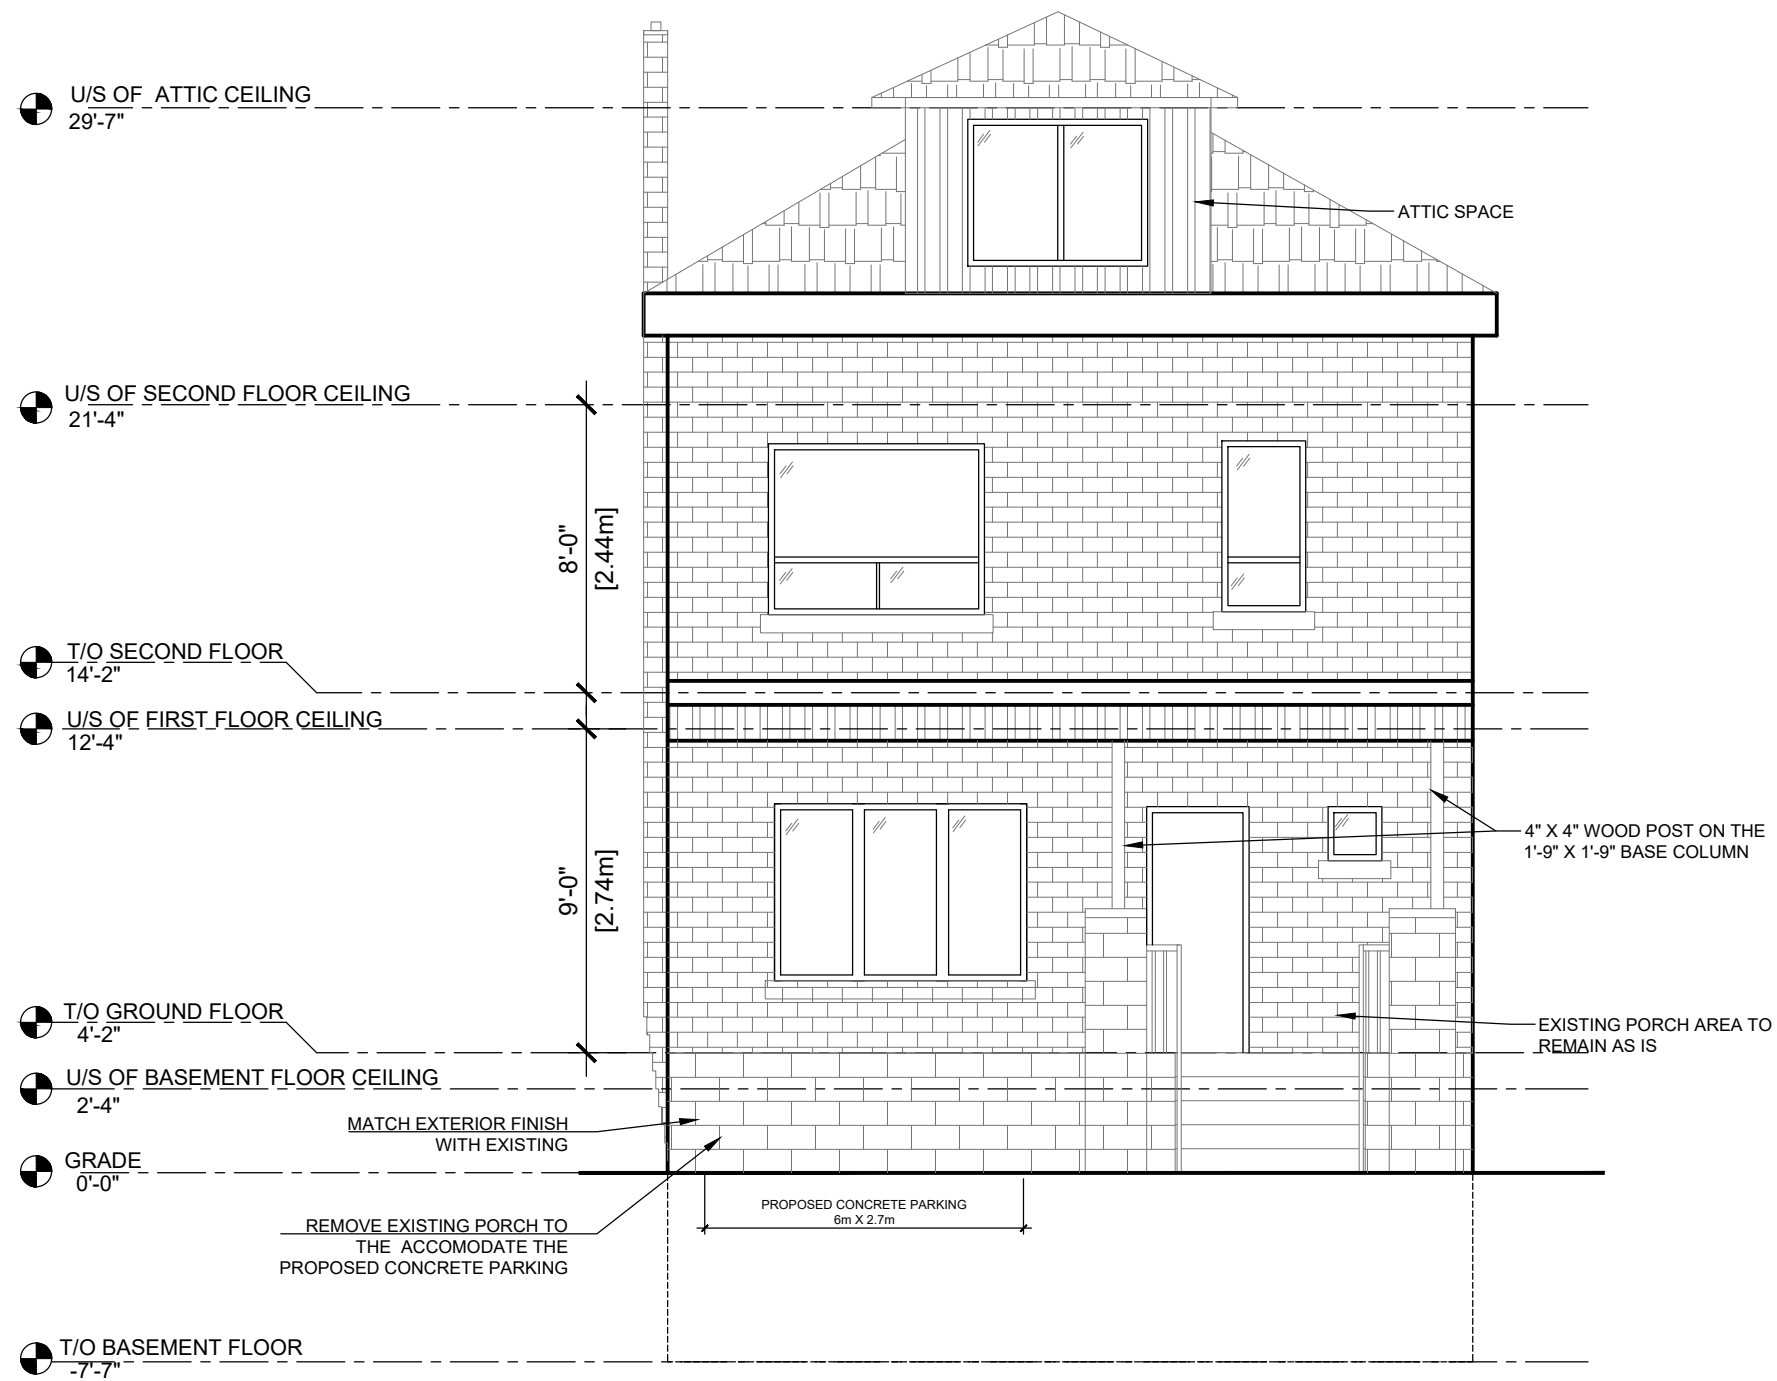 U/S OF ATTIC CEILING
29'-7"
ATTIC SPACE
U/S OF SECOND FLOOR CEILING
21'-4"
8'-0"
[2.44m]
T/O SECOND FLOOR
14'-2"
U/S OF FIRST FLOOR CEILING
12'-4"
4" X 4" WOOD POST ON THE
1'-9" X 1'-9" BASE COLUMN
9'-0"
[2.74m]
T/O GROUND FLOOR
4'-2"
EXISTING PORCH AREA TO
REMAIN AS IS
U/S OF BASEMENT FLOOR CEILING
2'-4"
MATCH EXTERIOR FINISH
WITH EXISTING
GRADE
0'-0"
PROPOSED CONCRETE PARKING
6m X 2.7m
REMOVE EXISTING PORCH TO
THE ACCOMODATE THE
PROPOSED CONCRETE PARKING
T/O BASEMENT FLOOR
-7'-7"